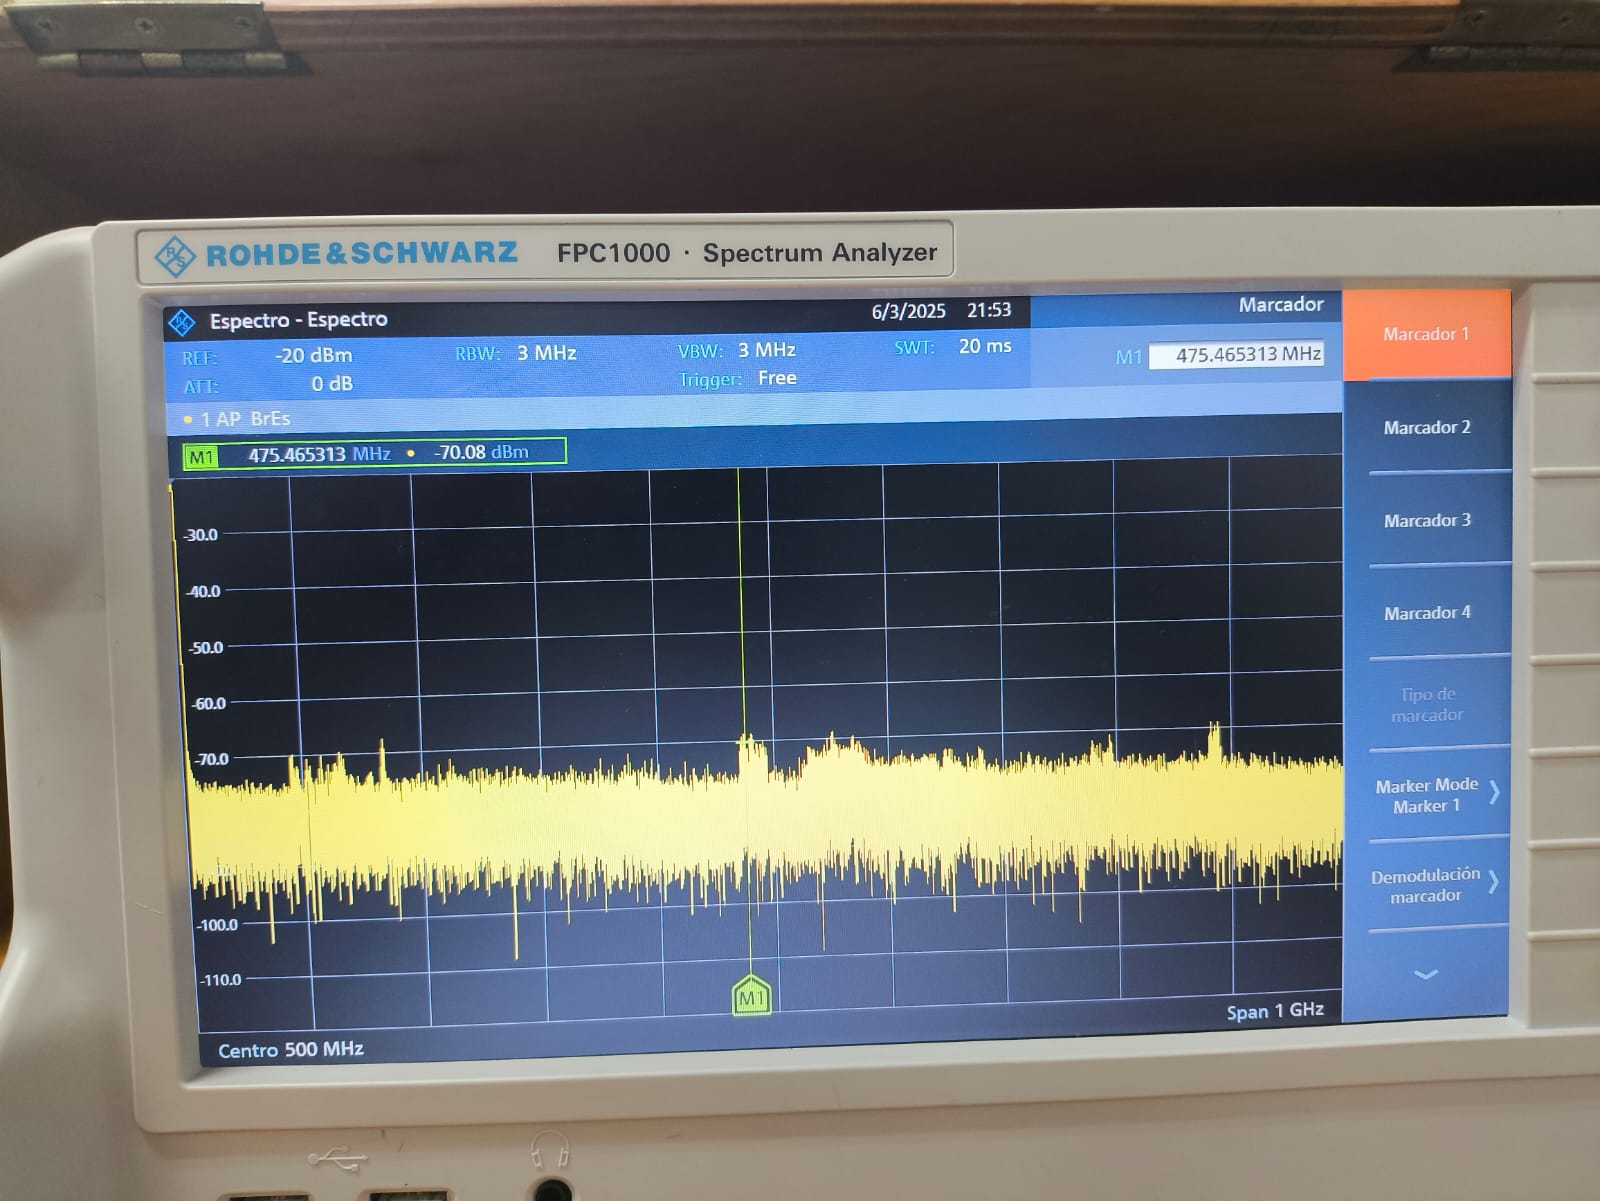 ROHDE&SCHWARZ FPC1000 · Spectrum Analyzer
Espectro - Espectro 6/3/2025 21:53 Marcador
REF: -20 dBm RBW: 3 MHz VBW: 3 MHz SWT: 20 ms M1 475.465313 MHz
ATT: 0 dB Trigger: Free
1 AP BrEs
M1 475.465313 MHz -70.08 dBm
-30.0
-40.0
-50.0
-60.0
-70.0
-100.0
-110.0
M1
Centro 500 MHz Span 1 GHz
Marcador 1
Marcador 2
Marcador 3
Marcador 4
Tipo de
marcador
Marker Mode
Marker 1
Demodulación
marcador